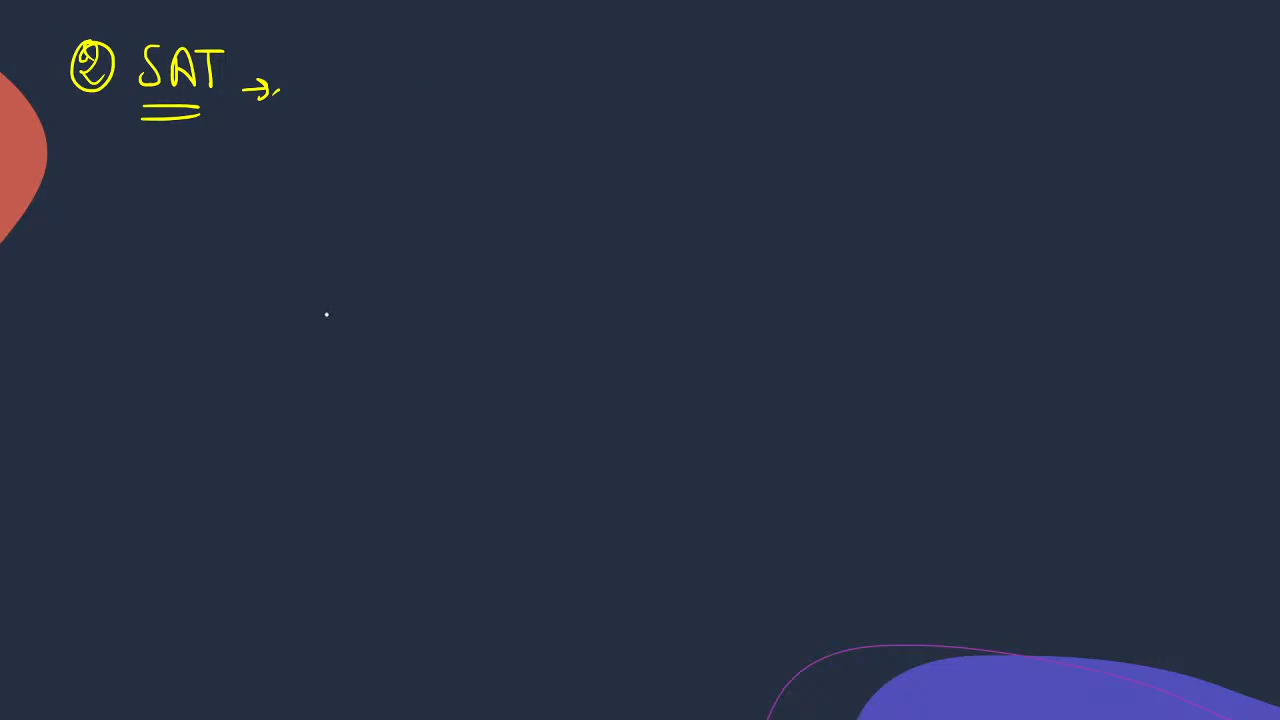 ② SAT →